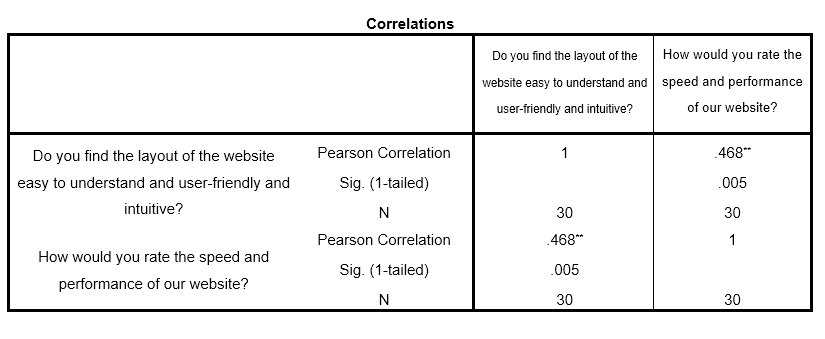 Correlations
Do you find the layout of the
website easy to understand and
user-friendly and intuitive?
How would you rate the
speed and performance
of our website?
Do you find the layout of the website
easy to understand and user-friendly and
intuitive?
Pearson Correlation 1 .468**
Sig. (1-tailed) .005
N 30 30
How would you rate the speed and
performance of our website?
Pearson Correlation .468** 1
Sig. (1-tailed) .005
N 30 30